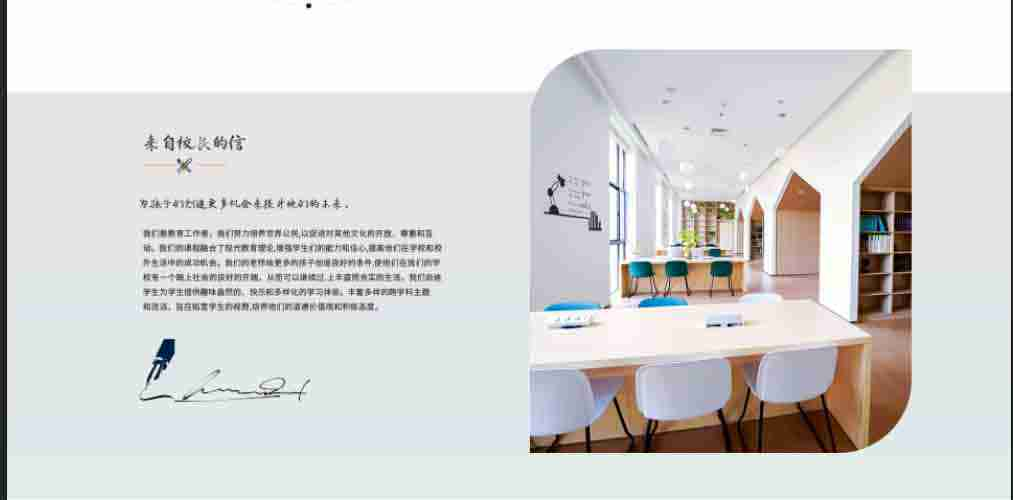 来自校长的信
为孩子们创造更多机会来提升他们的未来。
我们是教育工作者，我们努力培养世界公民,以促进对其他文化的开放、尊重和互
动。我们的课程融合了现代教育理论,增强学生们的能力和信心,提高他们在学校和校
外生活中的成功机会。我们的老师给更多的孩子创造良好的条件,使他们在我们的学
校有一个踏上社会的良好的开端，从而可以继续过上丰富而充实的生活。我们会给
学生为学生提供趣味盎然的、快乐和多样化的学习体验。丰富多样的跨学科主题
和活动，旨在拓宽学生的视野,培养他们的道德价值观和积极态度。